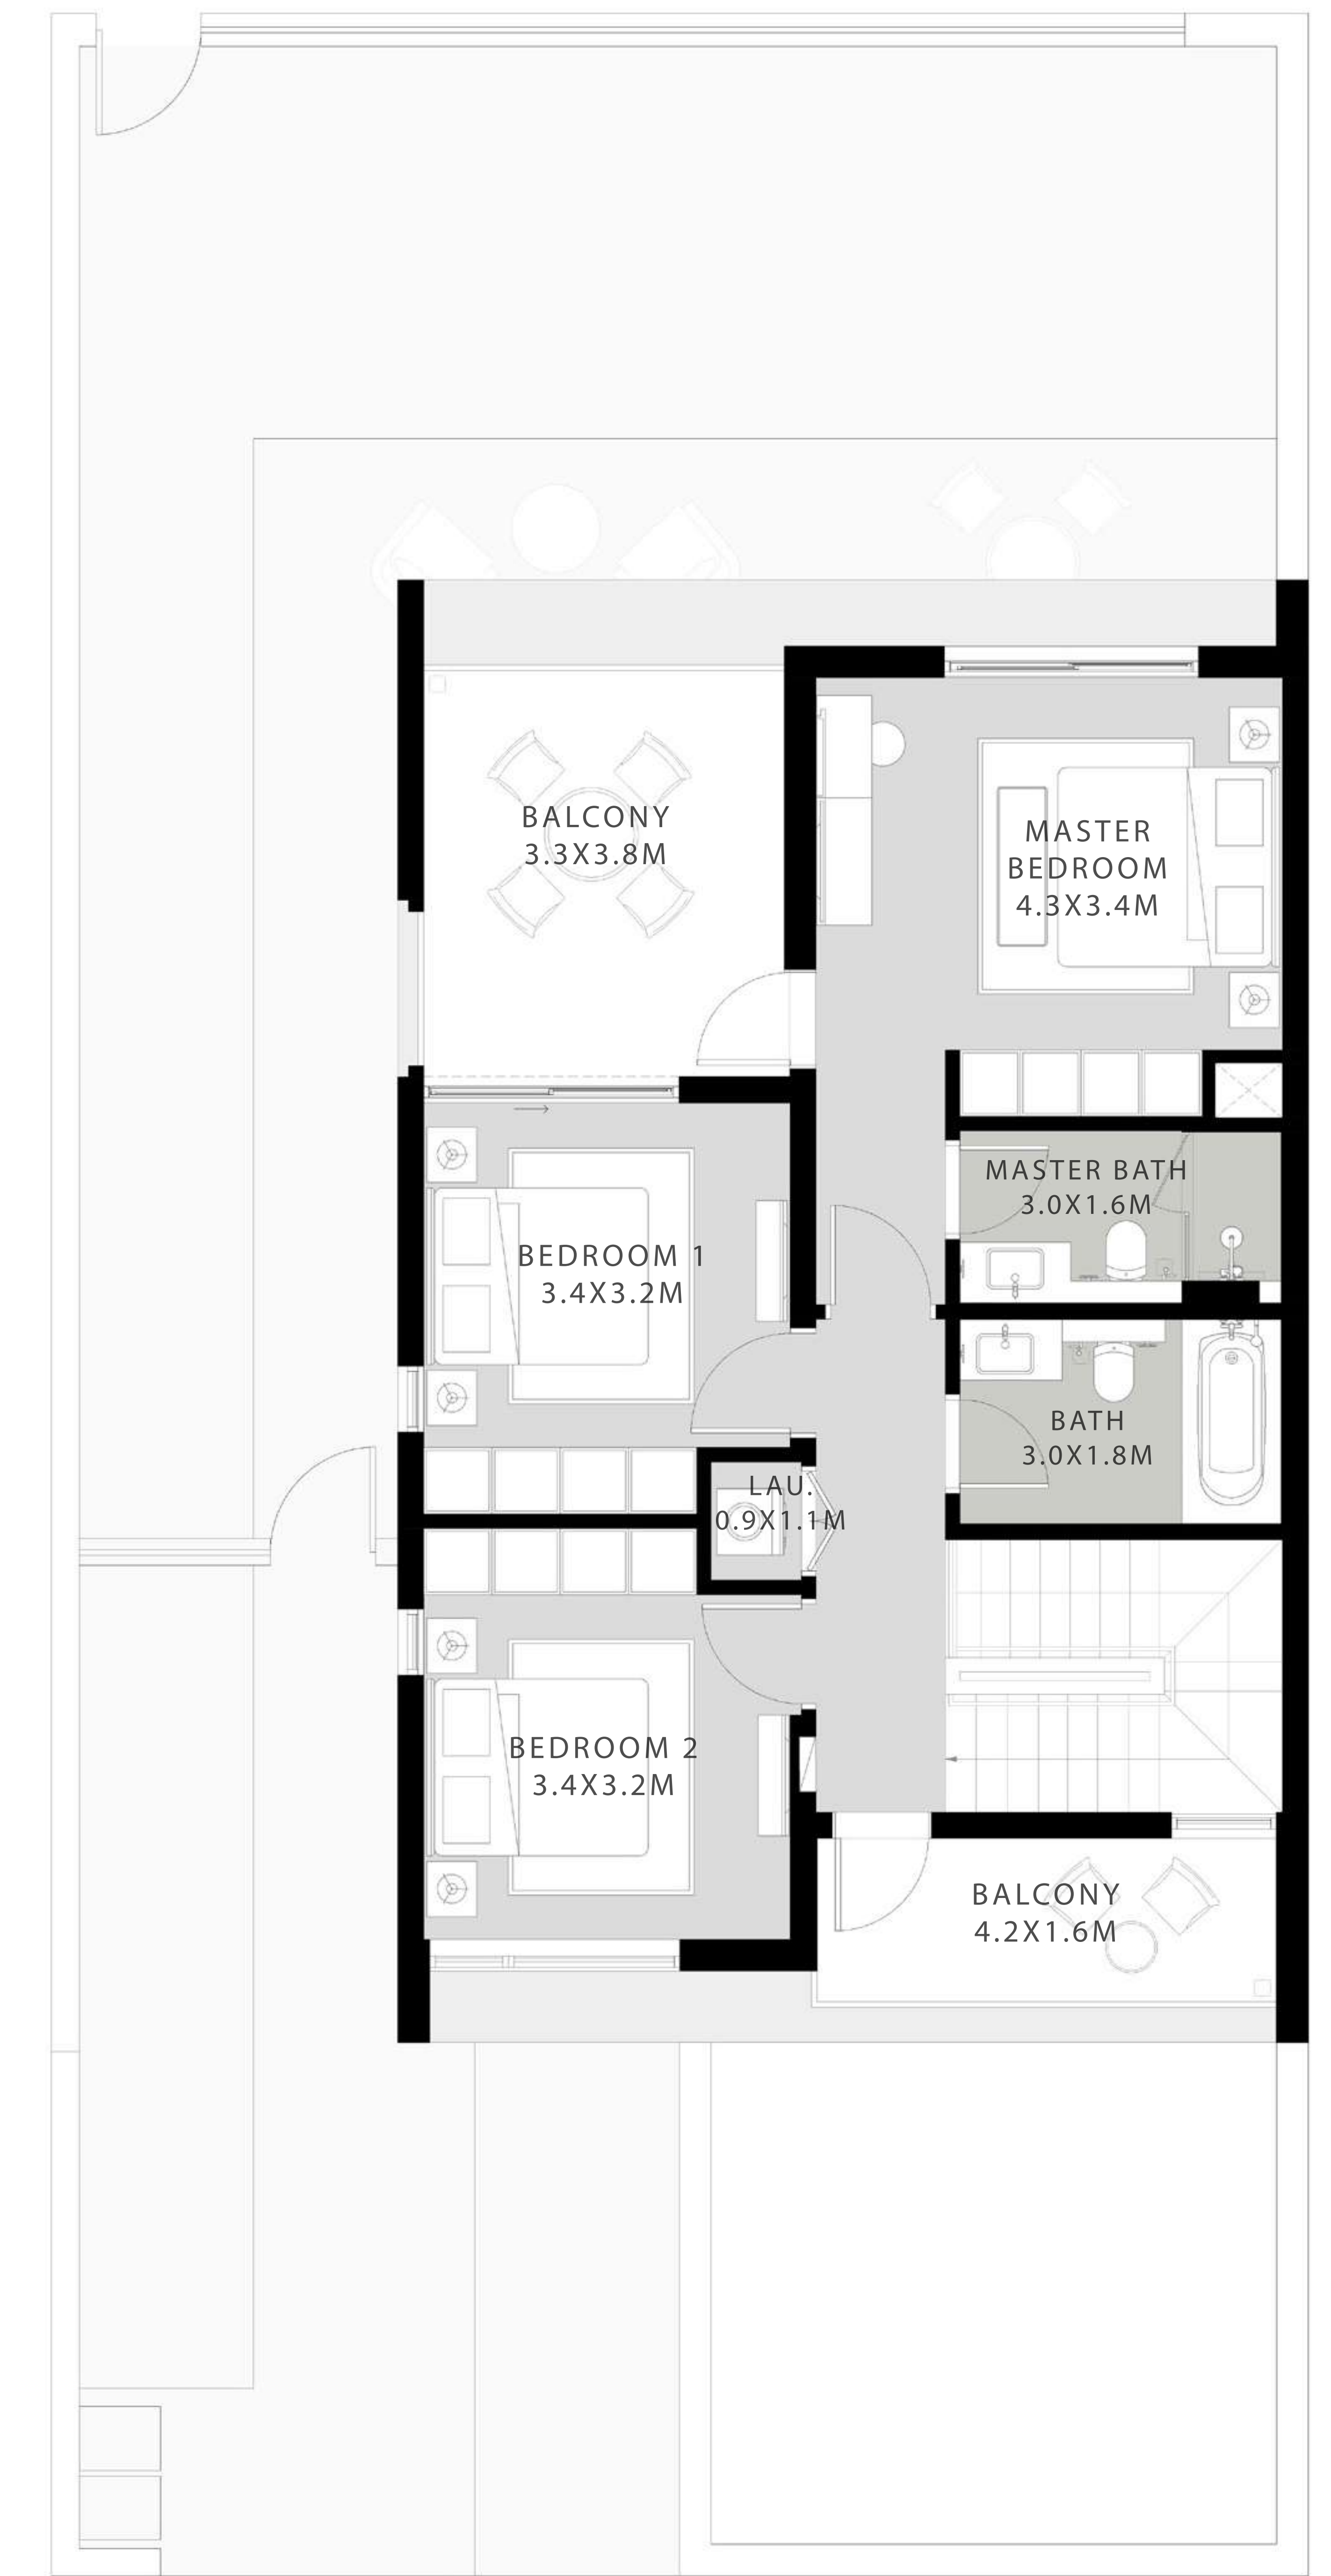 BALCONY
3.3X3.8M
MASTER
BEDROOM
4.3X3.4M
MASTER BATH
3.0X1.6M
BEDROOM 1
3.4X3.2M
BATH
3.0X1.8M
LAU.
0.9X1.1M
BEDROOM 2
3.4X3.2M
BALCONY
4.2X1.6M